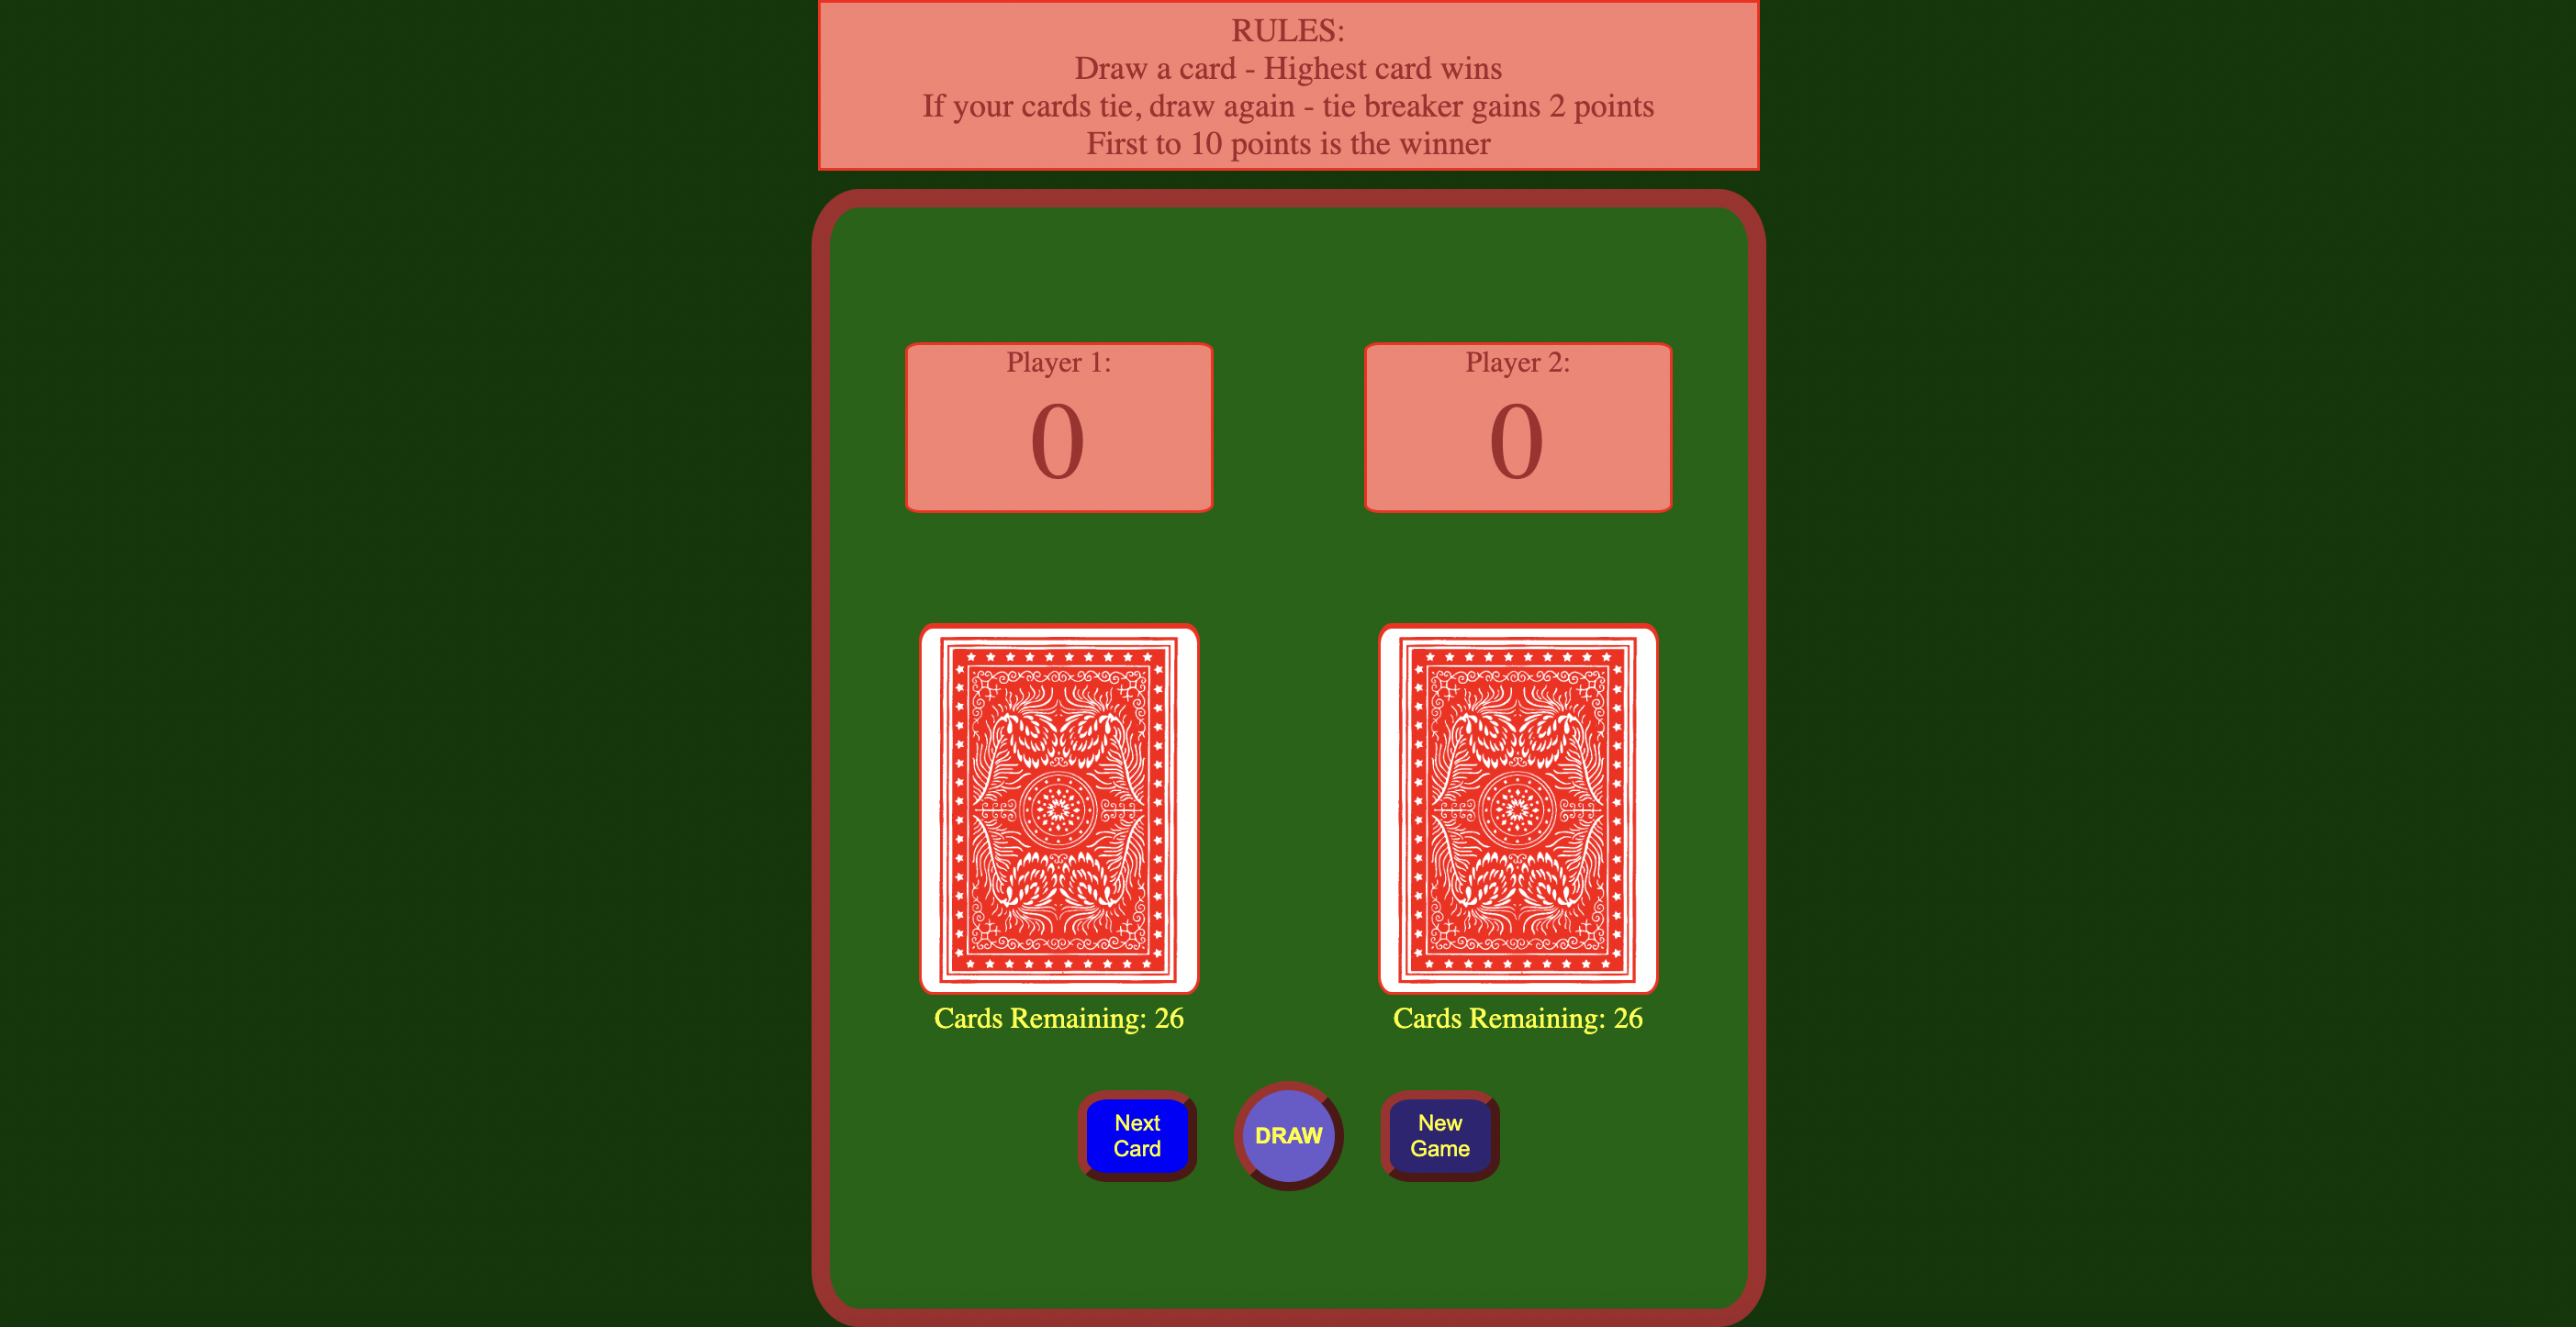 RULES:
Draw a card - Highest card wins
If your cards tie, draw again - tie breaker gains 2 points
First to 10 points is the winner
Player 1:
0
Player 2:
0
Cards Remaining: 26
Cards Remaining: 26
Next
Card
DRAW
New
Game